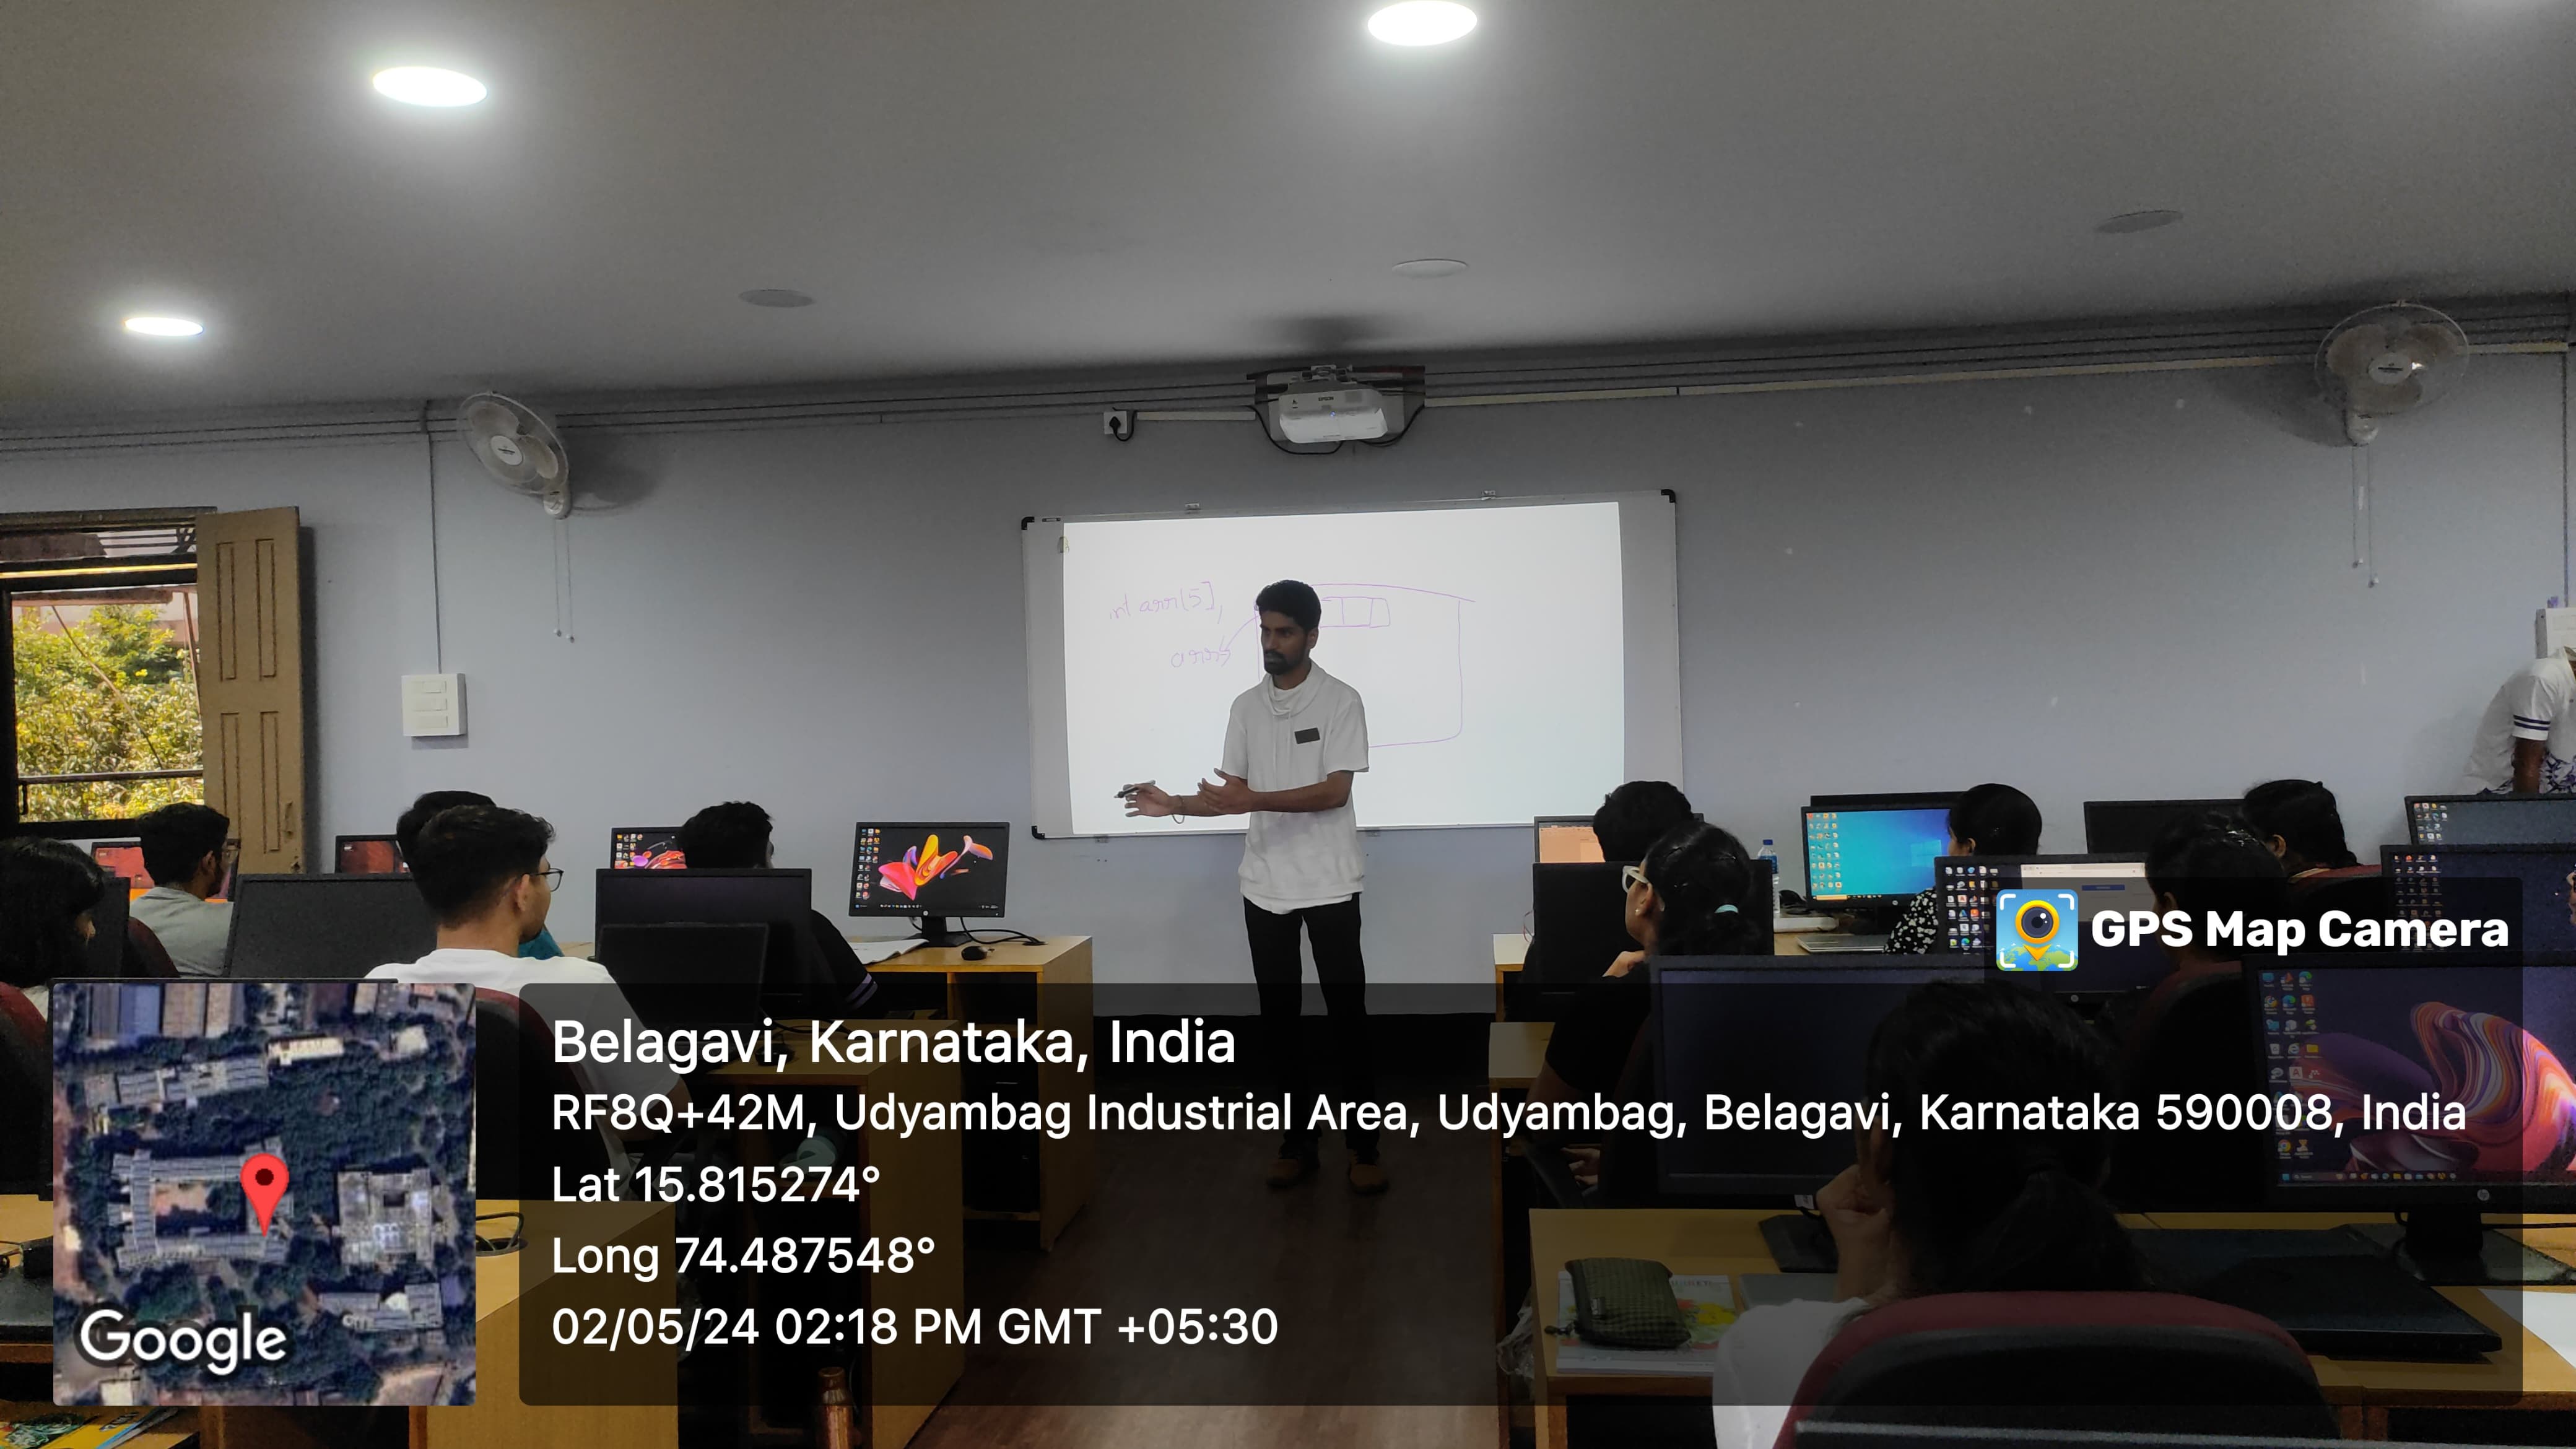 EPSON
int arr[5],
arr→
GPS Map Camera
Belagavi, Karnataka, India
RF8Q+42M, Udyambag Industrial Area, Udyambag, Belagavi, Karnataka 590008, India
Lat 15.815274°
Long 74.487548°
02/05/24 02:18 PM GMT +05:30
Google